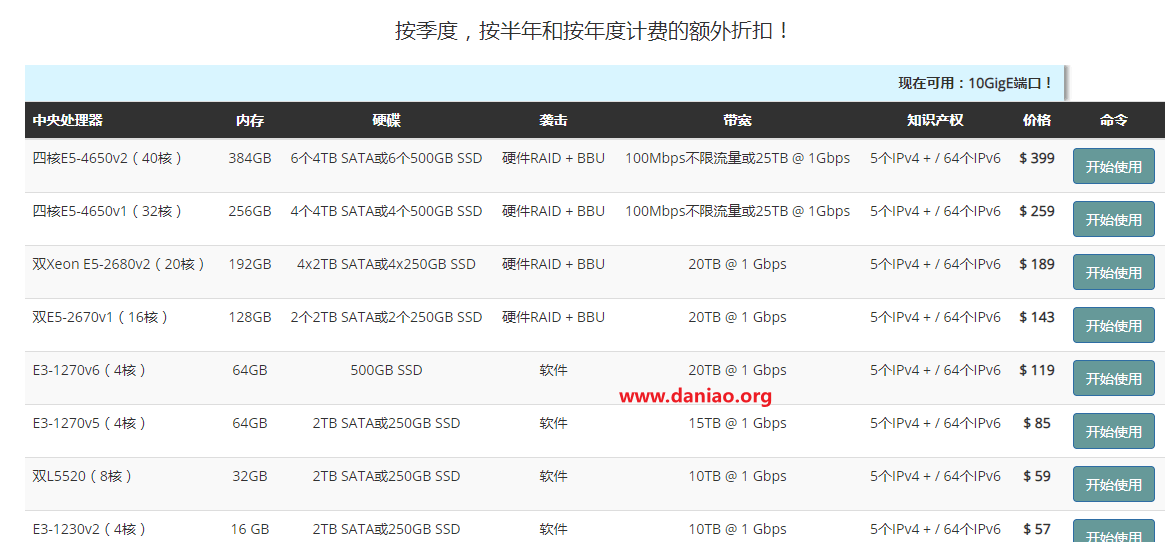 按季度，按半年和按年度计费的额外折扣！
现在可用：10GigE端口！
中央处理器 内存 硬碟 袭击 带宽 知识产权 价格 命令
四核E5-4650v2（40核） 384GB 6个4TB SATA或6个500GB SSD 硬件RAID + BBU 100Mbps不限流量或25TB @ 1Gbps 5个IPv4 + / 64个IPv6 $ 399 开始使用
四核E5-4650v1（32核） 256GB 4个4TB SATA或4个500GB SSD 硬件RAID + BBU 100Mbps不限流量或25TB @ 1Gbps 5个IPv4 + / 64个IPv6 $ 259 开始使用
双Xeon E5-2680v2（20核） 192GB 4x2TB SATA或4x250GB SSD 硬件RAID + BBU 20TB @ 1 Gbps 5个IPv4 + / 64个IPv6 $ 189 开始使用
双E5-2670v1（16核） 128GB 2个2TB SATA或2个250GB SSD 硬件RAID + BBU 20TB @ 1 Gbps 5个IPv4 + / 64个IPv6 $ 143 开始使用
E3-1270v6（4核） 64GB 500GB SSD 软件 20TB @ 1 Gbps 5个IPv4 + / 64个IPv6 $ 119 开始使用
www.daniao.org
E3-1270v5（4核） 64GB 2TB SATA或250GB SSD 软件 15TB @ 1 Gbps 5个IPv4 + / 64个IPv6 $ 85 开始使用
双L5520（8核） 32GB 2TB SATA或250GB SSD 软件 10TB @ 1 Gbps 5个IPv4 + / 64个IPv6 $ 59 开始使用
E3-1230v2（4核） 16 GB 2TB SATA或250GB SSD 软件 10TB @ 1 Gbps 5个IPv4 + / 64个IPv6 $ 57 开始使用